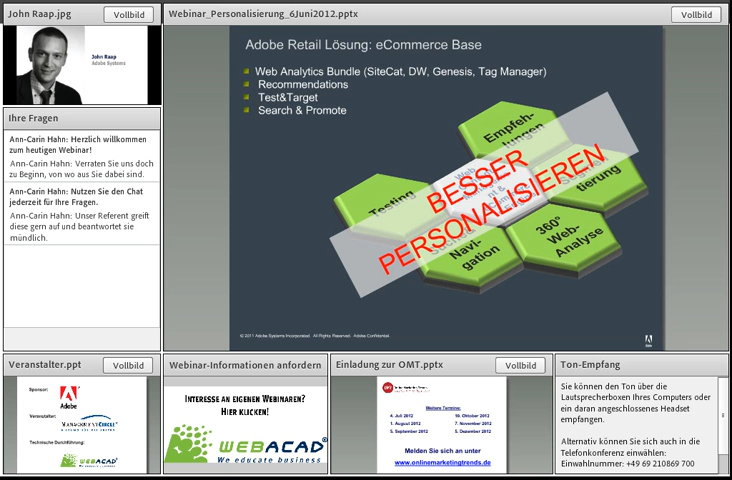 John Raap.jpg
Vollbild
John Raap
Adobe Systems
Ihre Fragen
Ann-Carin Hahn: Herzlich willkommen
zum heutigen Webinar!
Ann-Carin Hahn: Verraten Sie uns doch
zu Beginn, von wo aus Sie dabei sind.
Ann-Carin Hahn: Nutzen Sie den Chat
jederzeit für Ihre Fragen.
Ann-Carin Hahn: Unser Referent greift
diese gern auf und beantwortet sie
mündlich.
Webinar_Personalisierung_6Juni2012.pptx
Vollbild
Adobe Retail Lösung: eCommerce Base
Web Analytics Bundle (SiteCat, DW, Genesis, Tag Manager)
Recommendations
Test&Target
Search & Promote
Empfeh-
lungen
Testing
tierung
Navi-
gation
360°
Web-
Analyse
BESSER
PERSONALISIEREN
© 2011 Adobe Systems Incorporated. All Rights Reserved. Adobe Confidential.
Veranstalter.ppt
Vollbild
Sponsor:
Adobe
Veranstalter:
MANAGEMENT CIRCLE
Technische Durchführung:
WEBACAD
Webinar-Informationen anfordern
INTERESSE AN EIGENEN WEBINAREN?
HIER KLICKEN!
WEBACAD®
We educate business
Einladung zur OMT.pptx
Vollbild
Weitere Termine:
4. Juli 2012
10. Oktober 2012
1. August 2012
7. November 2012
5. September 2012
5. Dezember 2012
Melden Sie sich an unter
www.onlinemarketingtrends.de
Ton-Empfang
Sie können den Ton über die
Lautsprecherboxen Ihres Computers oder
ein daran angeschlossenes Headset
empfangen.
Alternativ können Sie sich auch in die
Telefonkonferenz einwählen:
Einwahlnummer: +49 69 210869 700